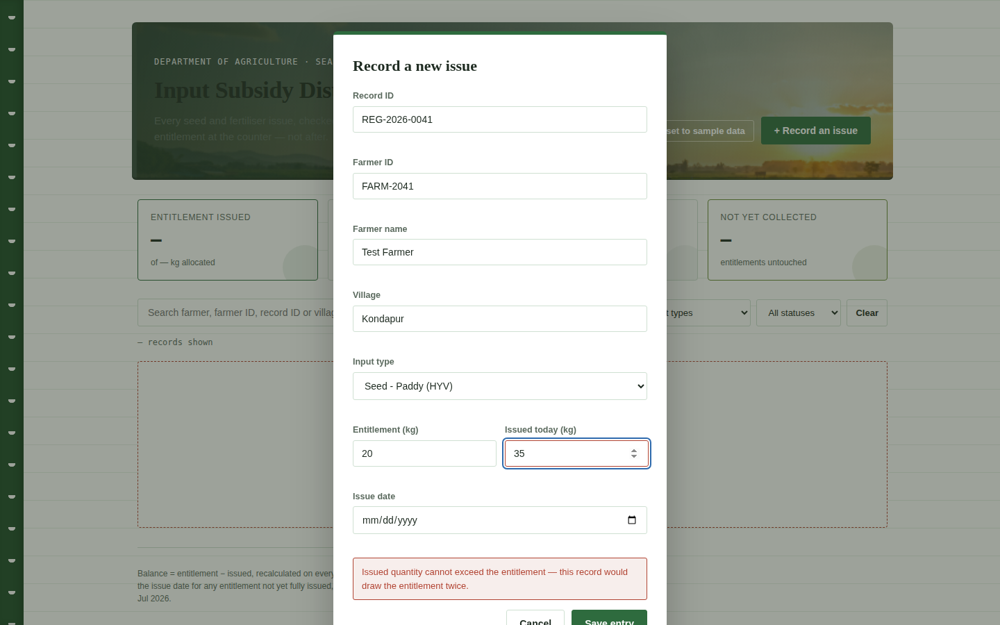 DEPARTMENT OF AGRICULTURE · SEA
Input Subsidy Dis
Every seed and fertiliser issue, checke
entitlement at the counter — not after.
set to sample data
+ Record an issue
ENTITLEMENT ISSUED
—
of — kg allocated
NOT YET COLLECTED
—
entitlements untouched
Search farmer, farmer ID, record ID or villag
t types
All statuses
Clear
— records shown
Balance = entitlement − issued, recalculated on every
the issue date for any entitlement not yet fully issued,
Jul 2026.
Record a new issue
Record ID
REG-2026-0041
Farmer ID
FARM-2041
Farmer name
Test Farmer
Village
Kondapur
Input type
Seed - Paddy (HYV)
Entitlement (kg)
Issued today (kg)
20
35
Issue date
mm/dd/yyyy
Issued quantity cannot exceed the entitlement — this record would
draw the entitlement twice.
Cancel
Save entry